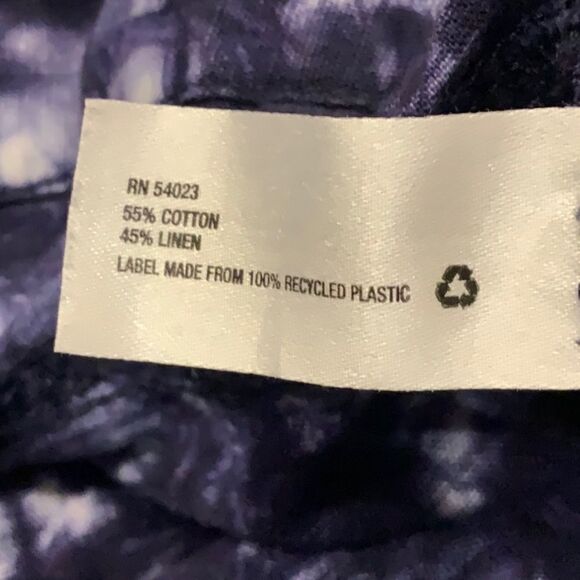 RN 54023
55% COTTON
45% LINEN
LABEL MADE FROM 100% RECYCLED PLASTIC